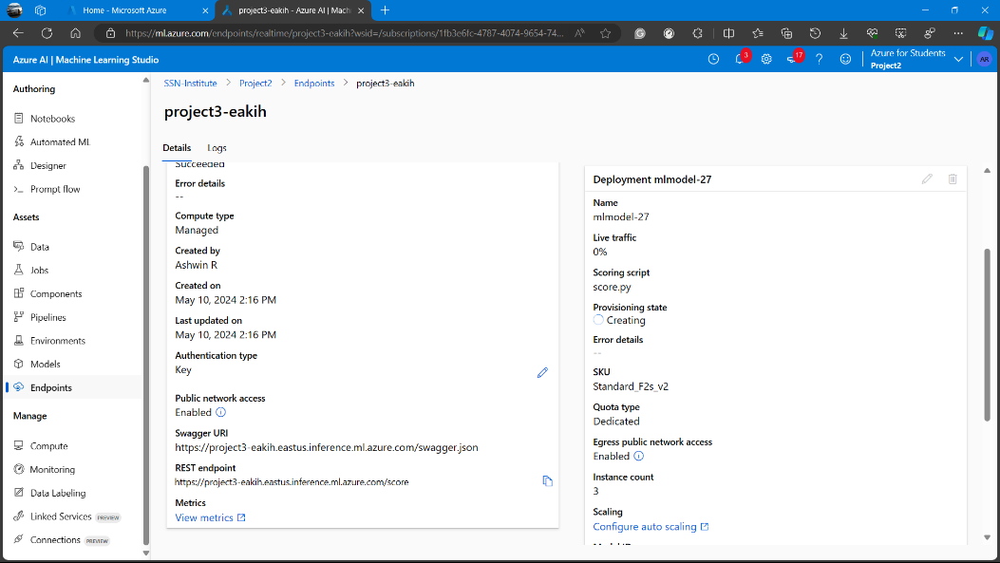 Home - Microsoft Azure
project3-eakih - Azure AI | Machi
https://ml.azure.com/endpoints/realtime/project3-eakih?wsid=/subscriptions/1fb3e6fc-4787-4074-9654-74...
Azure AI | Machine Learning Studio
3
17
Azure for Students
Project2
AR
Authoring
Notebooks
Automated ML
Designer
Prompt flow
Assets
Data
Jobs
Components
Pipelines
Environments
Models
Endpoints
Manage
Compute
Monitoring
Data Labeling
Linked Services PREVIEW
Connections PREVIEW
SSN-Institute > Project2 > Endpoints > project3-eakih
project3-eakih
Details Logs
Succeeded
Error details
--
Compute type
Managed
Created by
Ashwin R
Created on
May 10, 2024 2:16 PM
Last updated on
May 10, 2024 2:16 PM
Authentication type
Key
Public network access
Enabled
Swagger URI
https://project3-eakih.eastus.inference.ml.azure.com/swagger.json
REST endpoint
https://project3-eakih.eastus.inference.ml.azure.com/score
Metrics
View metrics
Deployment mlmodel-27
Name
mlmodel-27
Live traffic
0%
Scoring script
score.py
Provisioning state
Creating
Error details
--
SKU
Standard_F2s_v2
Quota type
Dedicated
Egress public network access
Enabled
Instance count
3
Scaling
Configure auto scaling